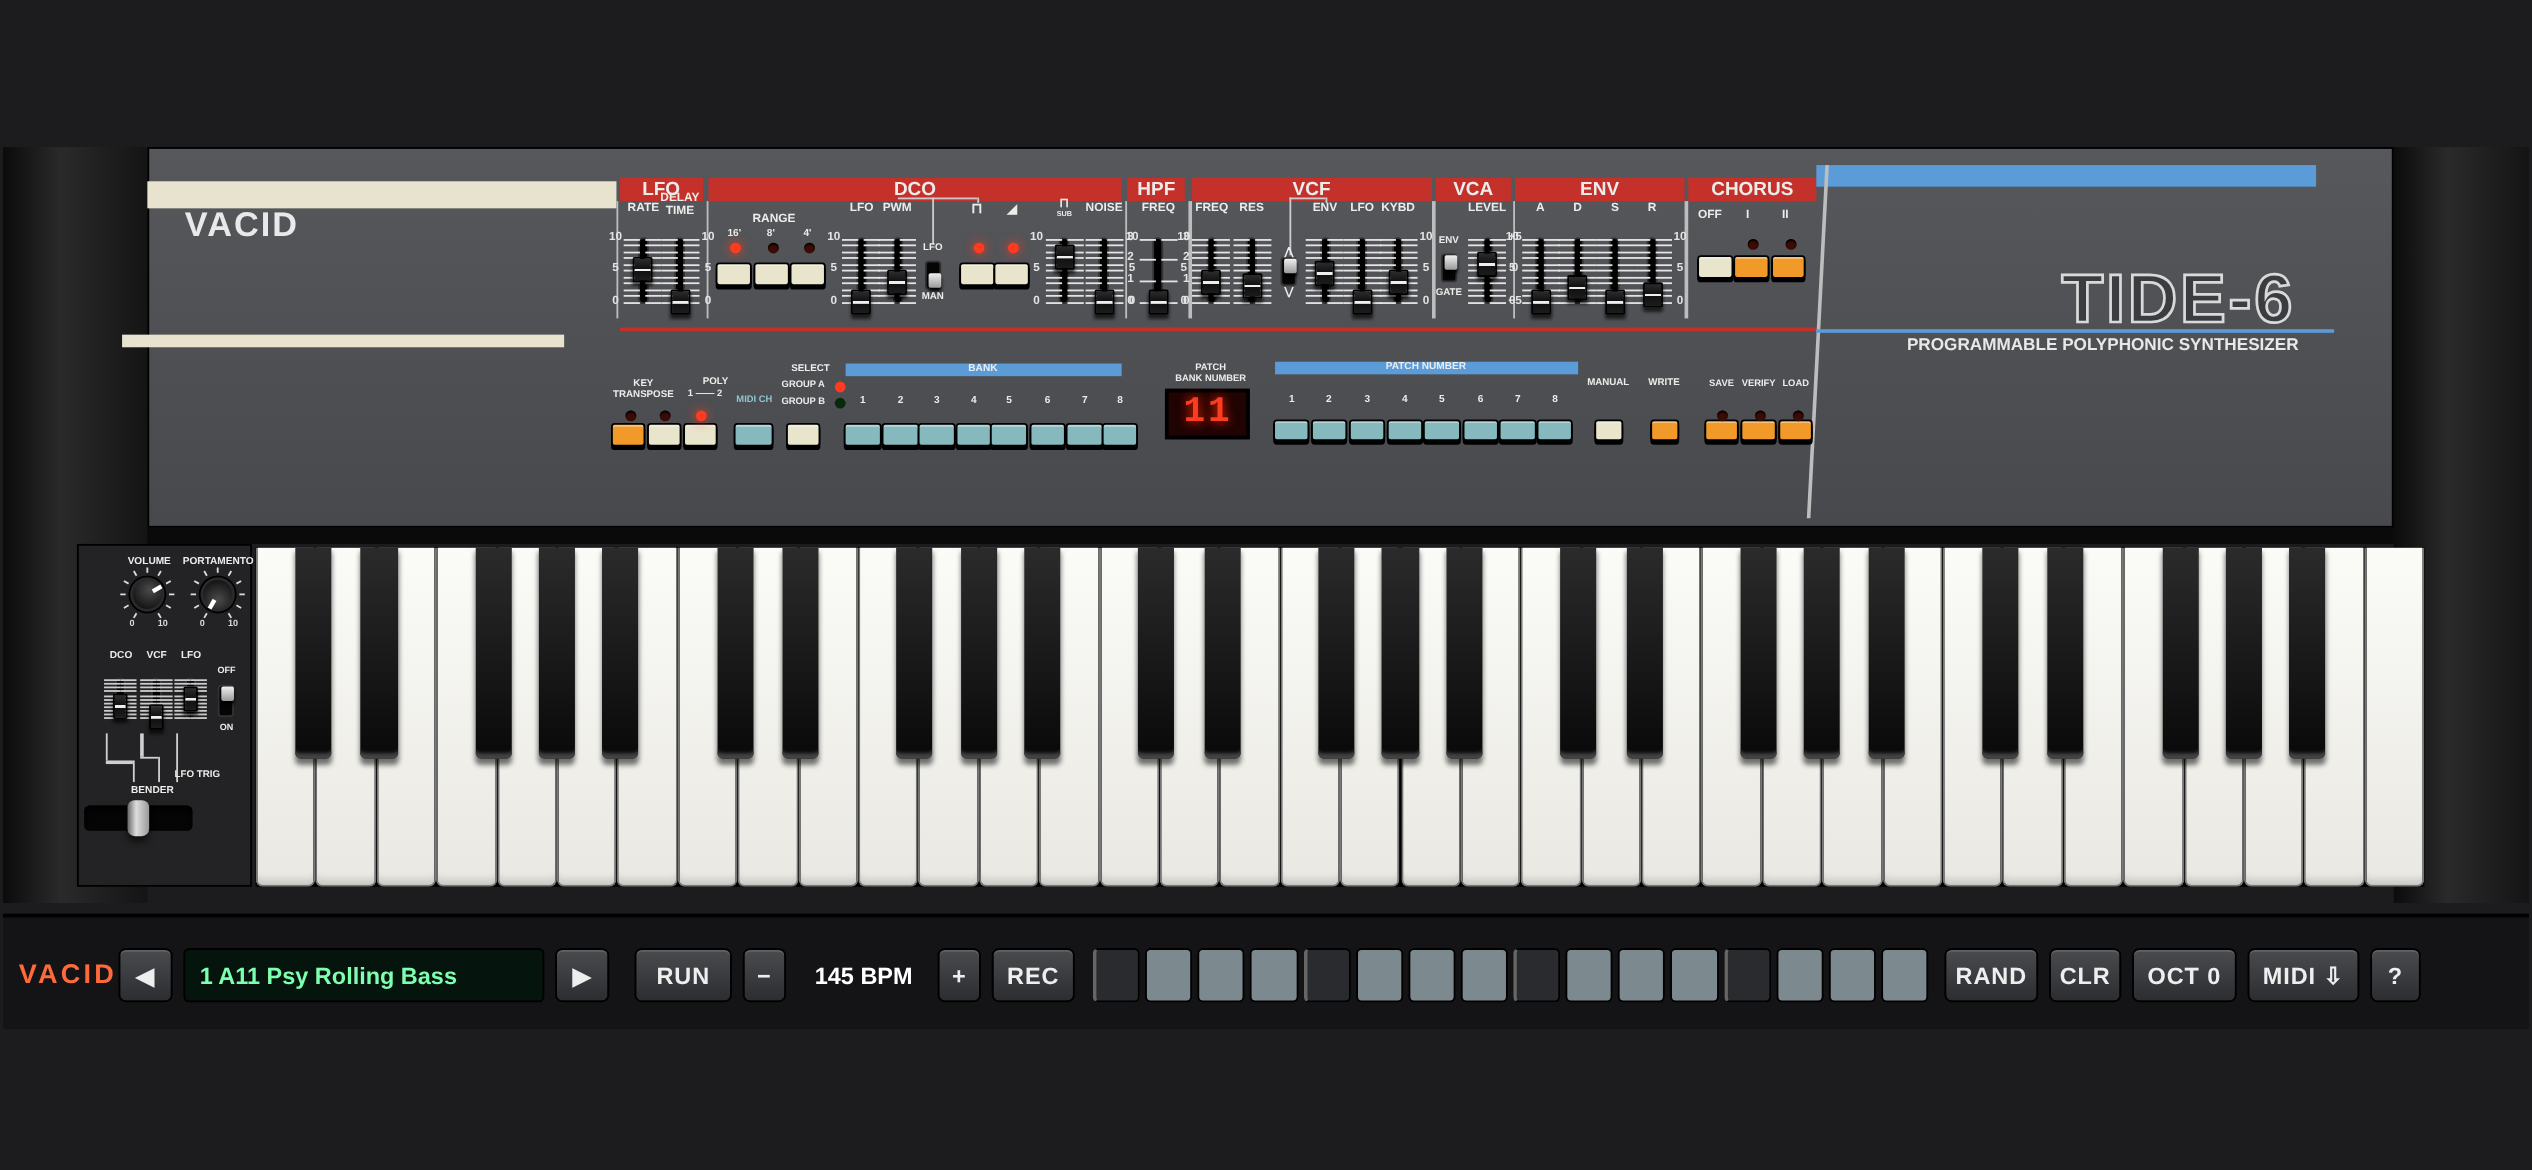 LFO DCO HPF VCF VCA ENV CHORUS
VACID
RATE DELAY TIME
RANGE
16' 8' 4'
LFO PWM
LFO
MAN
SUB
NOISE
FREQ
FREQ RES
ENV LFO KYBD
ENV
GATE
LEVEL
A D S R
OFF I II
10
5
0
TIDE-6
PROGRAMMABLE POLYPHONIC SYNTHESIZER
KEY
TRANSPOSE
POLY
1 2
MIDI CH
SELECT
GROUP A
GROUP B
BANK
1 2 3 4 5 6 7 8
PATCH
BANK NUMBER
11
PATCH NUMBER
1 2 3 4 5 6 7 8
MANUAL WRITE
SAVE VERIFY LOAD
VOLUME PORTAMENTO
0 10 0 10
DCO VCF LFO
OFF
ON
LFO TRIG
BENDER
VACID ◀ 1 A11 Psy Rolling Bass ▶ RUN − 145 BPM + REC RAND CLR OCT 0 MIDI ⇩ ?